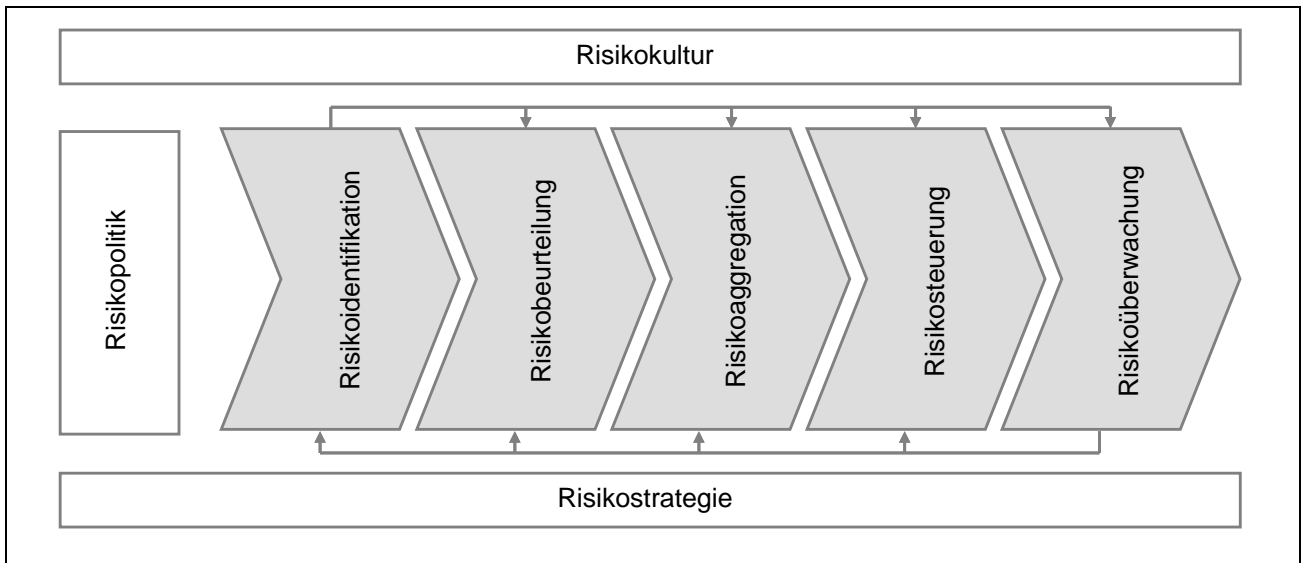 Risikokultur
Risikopolitik
Risikoidentifikation
Risikobeurteilung
Risikoaggregation
Risikosteuerung
Risikoüberwachung
Risikostrategie